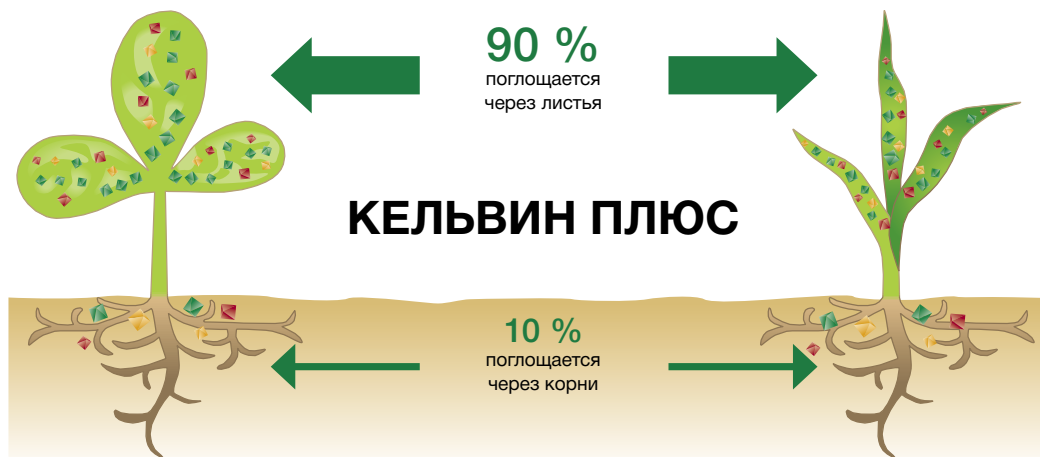 90 %
поглощается
через листья
КЕЛЬВИН ПЛЮС
10 %
поглощается
через корни